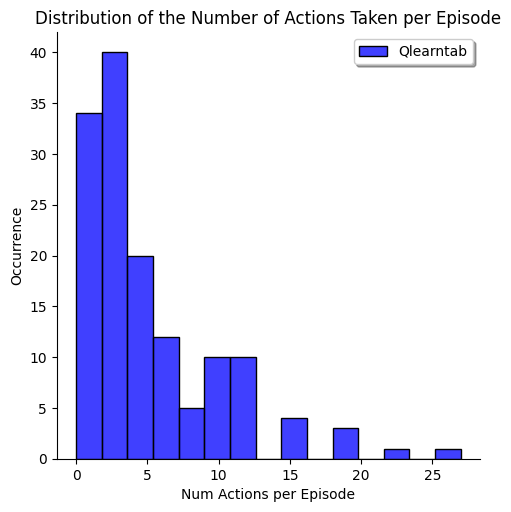 Distribution of the Number of Actions Taken per Episode
Qlearntab
40
35
30
25
20
15
10
5
0
Occurrence
0 5 10 15 20 25
Num Actions per Episode